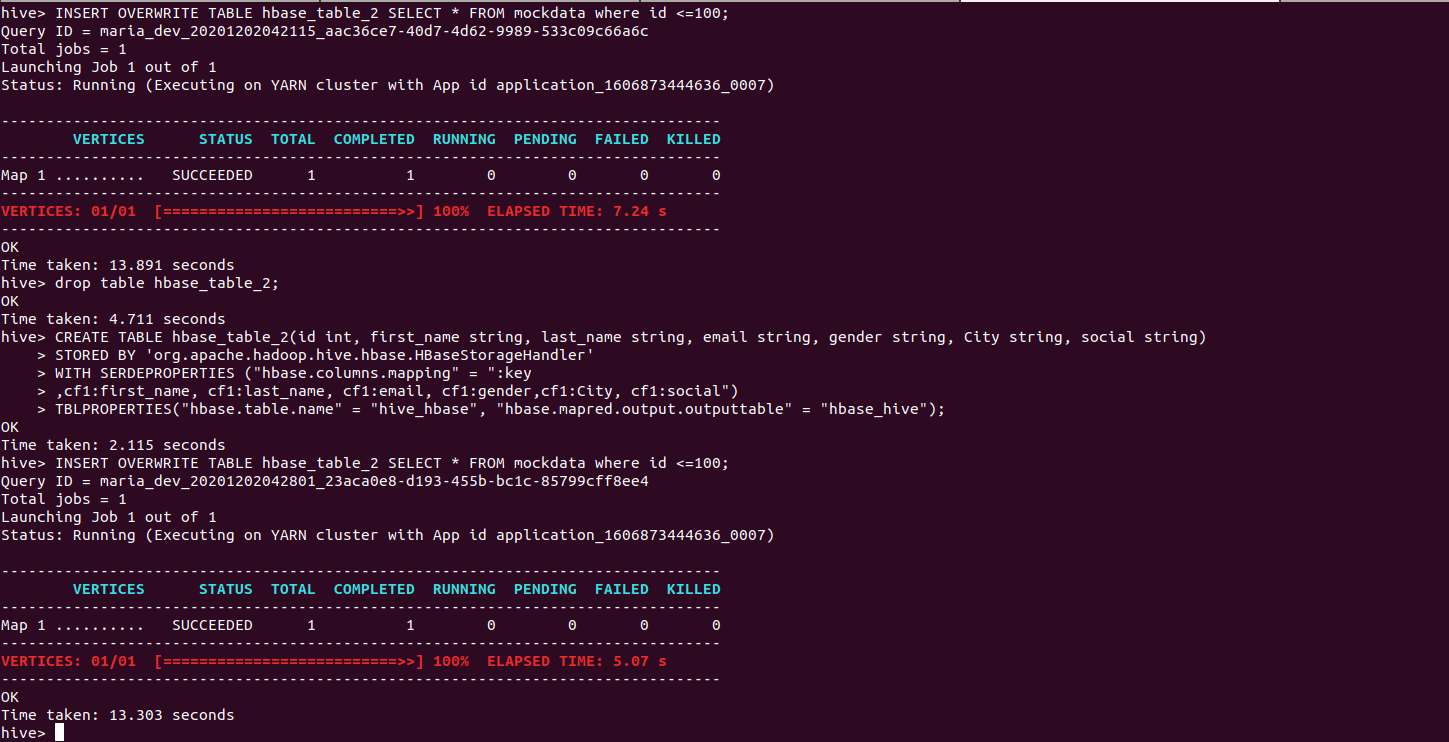 hive> INSERT OVERWRITE TABLE hbase_table_2 SELECT * FROM mockdata where id <=100;
Query ID = maria_dev_20201202042115_aac36ce7-40d7-4d62-9989-533c09c66a6c
Total jobs = 1
Launching Job 1 out of 1
Status: Running (Executing on YARN cluster with App id application_1606873444636_0007)
--------------------------------------------------------------------------------
        VERTICES      STATUS  TOTAL  COMPLETED  RUNNING  PENDING  FAILED  KILLED
--------------------------------------------------------------------------------
Map 1 ..........   SUCCEEDED      1          1        0        0       0       0
--------------------------------------------------------------------------------
VERTICES: 01/01  [==========================>>] 100%  ELAPSED TIME: 7.24 s
--------------------------------------------------------------------------------
OK
Time taken: 13.891 seconds
hive> drop table hbase_table_2;
OK
Time taken: 4.711 seconds
hive> CREATE TABLE hbase_table_2(id int, first_name string, last_name string, email string, gender string, City string, social string)
    > STORED BY 'org.apache.hadoop.hive.hbase.HBaseStorageHandler'
    > WITH SERDEPROPERTIES ("hbase.columns.mapping" = ":key
    > ,cf1:first_name, cf1:last_name, cf1:email, cf1:gender,cf1:City, cf1:social")
    > TBLPROPERTIES("hbase.table.name" = "hive_hbase", "hbase.mapred.output.outputtable" = "hbase_hive");
OK
Time taken: 2.115 seconds
hive> INSERT OVERWRITE TABLE hbase_table_2 SELECT * FROM mockdata where id <=100;
Query ID = maria_dev_20201202042801_23aca0e8-d193-455b-bc1c-85799cff8ee4
Total jobs = 1
Launching Job 1 out of 1
Status: Running (Executing on YARN cluster with App id application_1606873444636_0007)
--------------------------------------------------------------------------------
        VERTICES      STATUS  TOTAL  COMPLETED  RUNNING  PENDING  FAILED  KILLED
--------------------------------------------------------------------------------
Map 1 ..........   SUCCEEDED      1          1        0        0       0       0
--------------------------------------------------------------------------------
VERTICES: 01/01  [==========================>>] 100%  ELAPSED TIME: 5.07 s
--------------------------------------------------------------------------------
OK
Time taken: 13.303 seconds
hive>